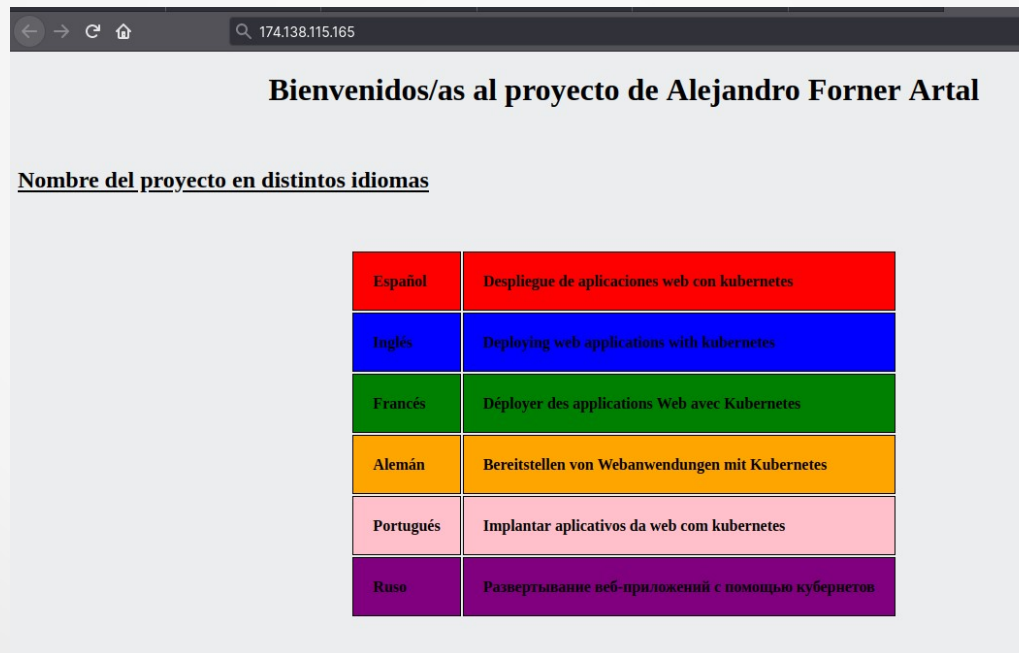 174.138.115.165
Bienvenidos/as al proyecto de Alejandro Forner Artal
Nombre del proyecto en distintos idiomas
Español Despliegue de aplicaciones web con kubernetes
Inglés Deploying web applications with kubernetes
Francés Déployer des applications Web avec Kubernetes
Alemán Bereitstellen von Webanwendungen mit Kubernetes
Portugués Implantar aplicativos da web com kubernetes
Ruso Развертывание веб-приложений с помощью кубернетов